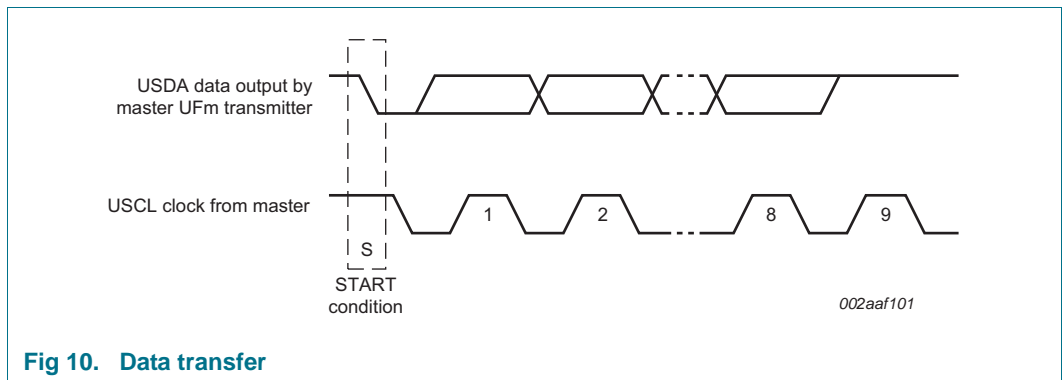 USDA data output by
master UFm transmitter
USCL clock from master
1
2
8
9
S
START
condition
002aaf101
Fig 10. Data transfer